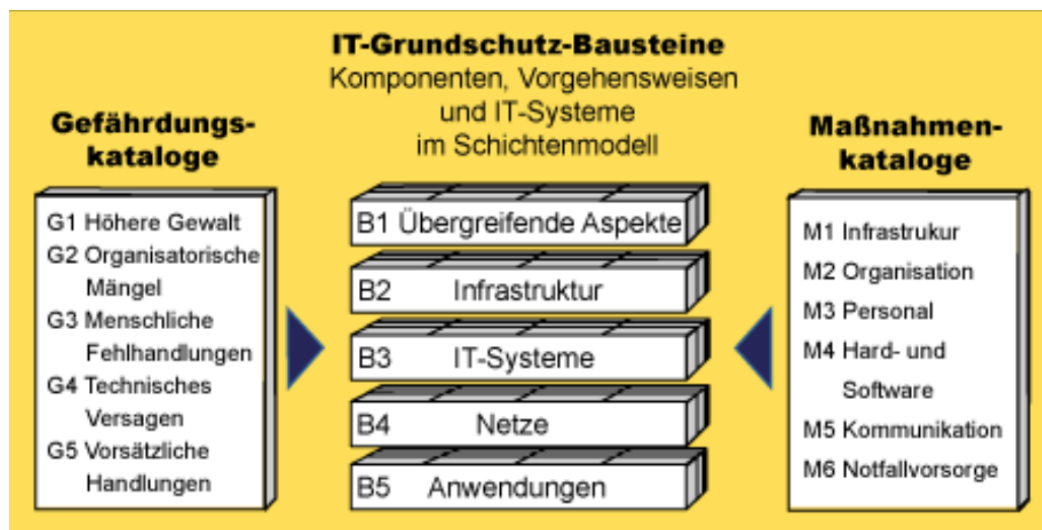 IT-Grundschutz-Bausteine
Komponenten, Vorgehensweisen
und IT-Systeme
im Schichtenmodell
Gefährdungs-
kataloge
G1 Höhere Gewalt
G2 Organisatorische
Mängel
G3 Menschliche
Fehlhandlungen
G4 Technisches
Versagen
G5 Vorsätzliche
Handlungen
B1 Übergreifende Aspekte
B2 Infrastruktur
B3 IT-Systeme
B4 Netze
B5 Anwendungen
Maßnahmen-
kataloge
M1 Infrastrukur
M2 Organisation
M3 Personal
M4 Hard- und
Software
M5 Kommunikation
M6 Notfallvorsorge